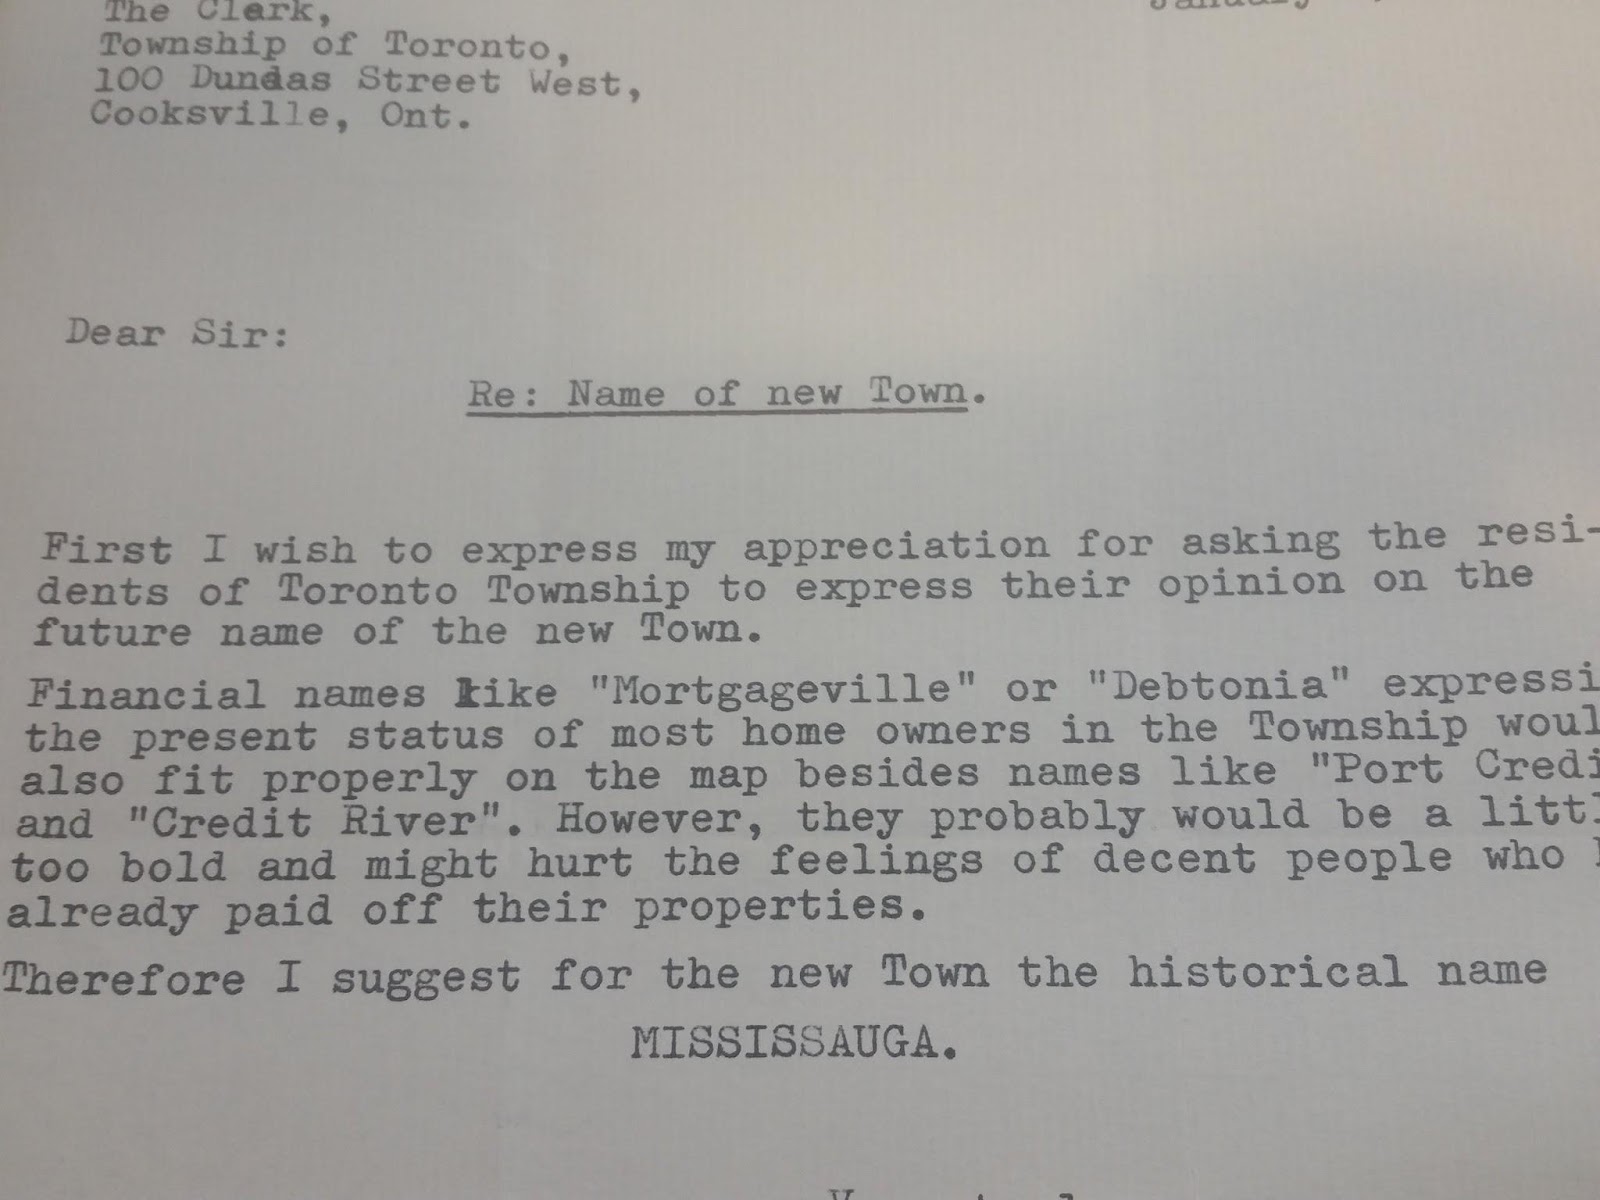 The Clerk,
January
Township of Toronto,
100 Dundas Street West,
Cooksville, Ont.
Dear Sir:
Re: Name of new Town.
First I wish to express my appreciation for asking the resi-
dents of Toronto Township to express their opinion on the
future name of the new Town.
Financial names like "Mortgageville" or "Debtonia" expressi
the present status of most home owners in the Township woul
also fit properly on the map besides names like "Port Credi
and "Credit River". However, they probably would be a littl
too bold and might hurt the feelings of decent people who
already paid off their properties.
Therefore I suggest for the new Town the historical name
MISSISSAUGA.